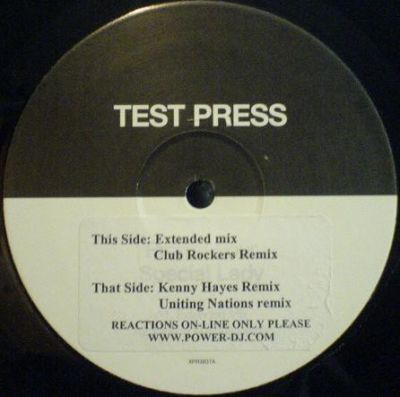 TEST PRESS
Special Lady
This Side: Extended mix
Club Rockers Remix
That Side: Kenny Hayes Remix
Uniting Nations remix
REACTIONS ON-LINE ONLY PLEASE
WWW.POWER-DJ.COM